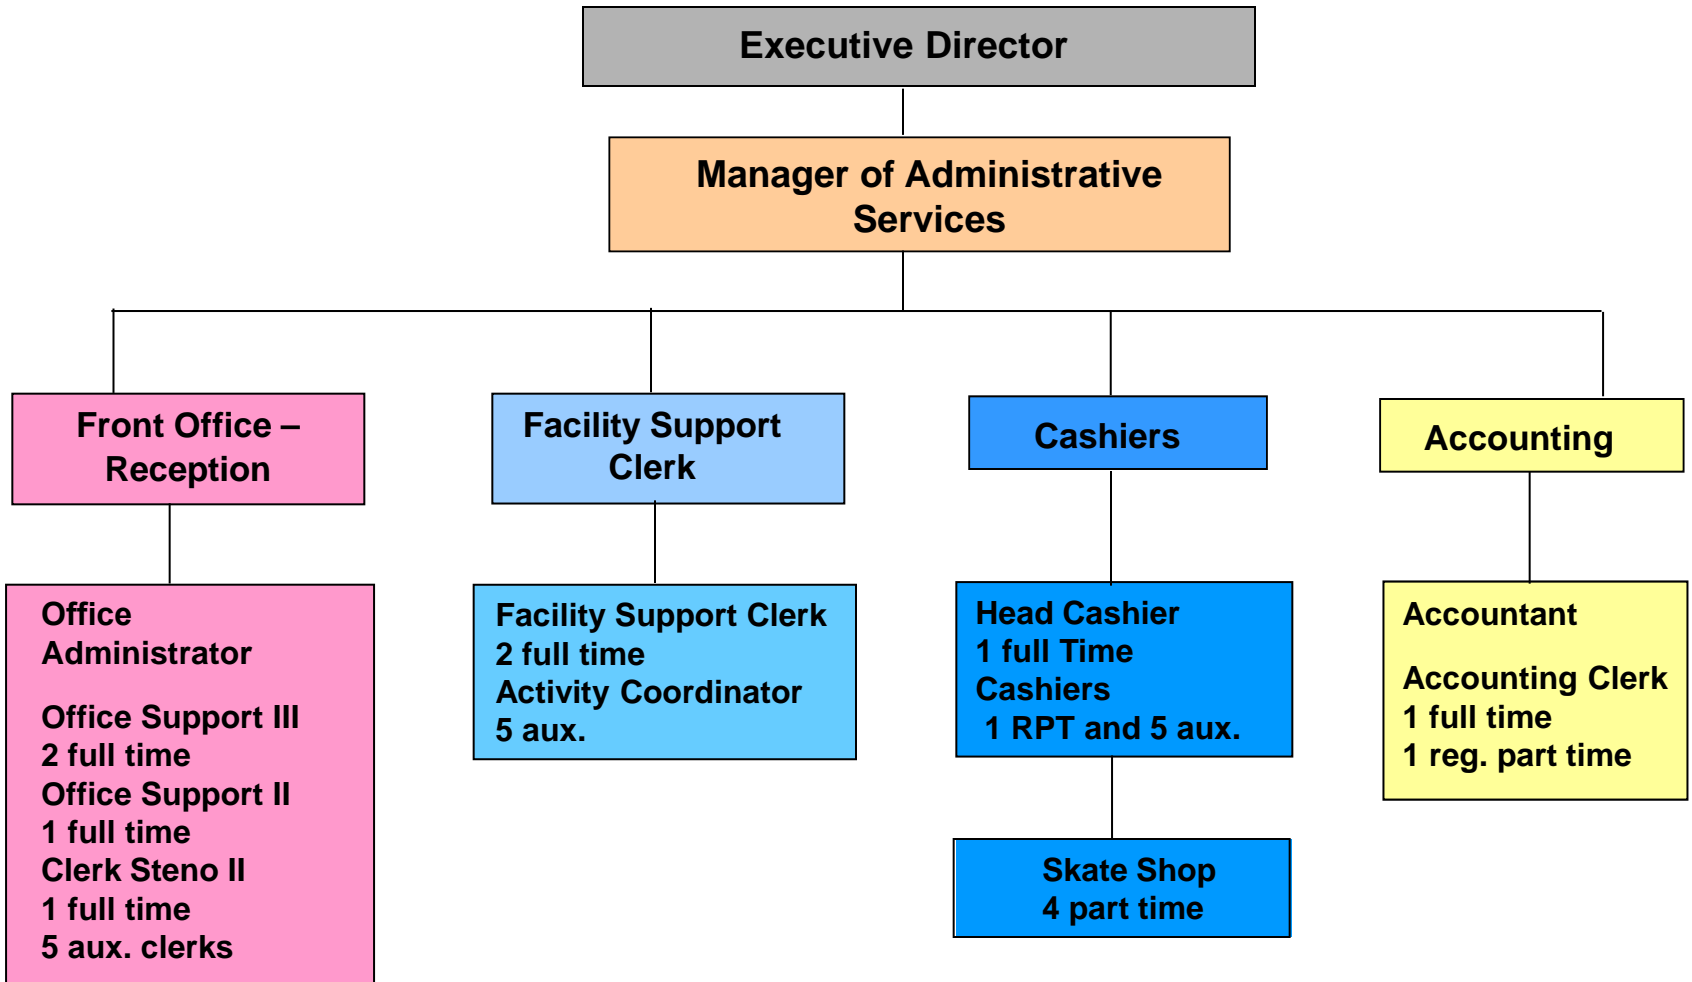 Executive Director
Manager of Administrative
Services
Front Office –
Reception
Facility Support
Clerk
Cashiers
Accounting
Office
Administrator
Office Support III
2 full time
Office Support II
1 full time
Clerk Steno II
1 full time
5 aux. clerks
Facility Support Clerk
2 full time
Activity Coordinator
5 aux.
Head Cashier
1 full Time
Cashiers
1 RPT and 5 aux.
Skate Shop
4 part time
Accountant
Accounting Clerk
1 full time
1 reg. part time